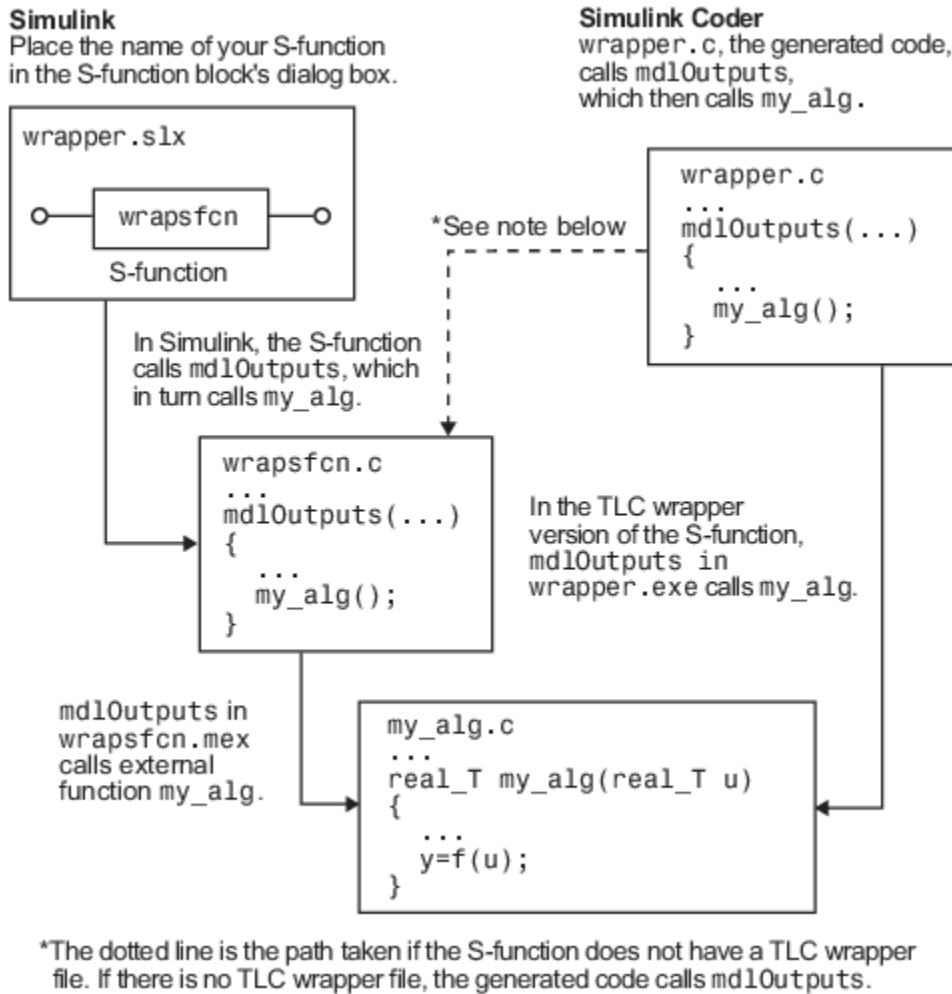 Simulink
Place the name of your S-function
in the S-function block's dialog box.
wrapper.slx
wrapsfcn
S-function
Simulink Coder
wrapper.c, the generated code,
calls mdlOutputs,
which then calls my_alg.
wrapper.c
...
mdlOutputs(...)
{
...
my_alg();
}
*See note below
In Simulink, the S-function
calls mdlOutputs, which
in turn calls my_alg.
wrapsfcn.c
...
mdlOutputs(...)
{
...
my_alg();
}
In the TLC wrapper
version of the S-function,
mdlOutputs in
wrapper.exe calls my_alg.
mdlOutputs in
wrapsfcn.mex
calls external
function my_alg.
my_alg.c
...
real_T my_alg(real_T u)
{
...
y=f(u);
}
*The dotted line is the path taken if the S-function does not have a TLC wrapper
file. If there is no TLC wrapper file, the generated code calls mdlOutputs.